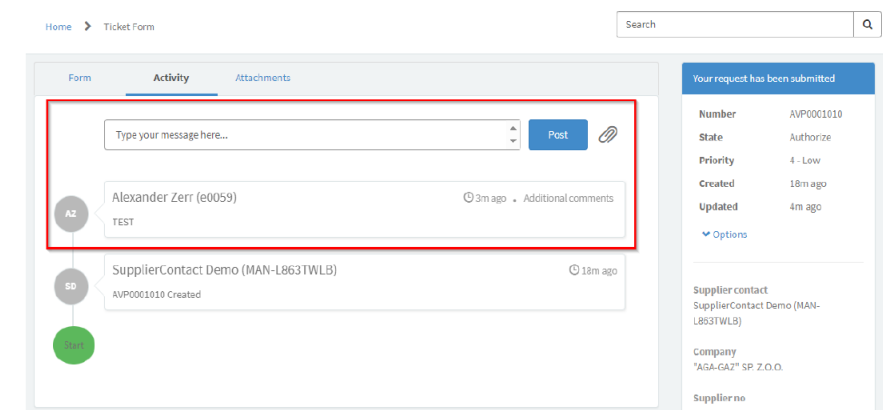 Home > Ticket Form
Search
Form Activity Attachments
Type your message here...
Post
AZ
Alexander Zerr (e0059)
3m ago • Additional comments
TEST
SD
SupplierContact Demo (MAN-L863TWLB)
18m ago
AVP0001010 Created
Start
Your request has been submitted
Number AVP0001010
State Authorize
Priority 4 - Low
Created 18m ago
Updated 4m ago
Options
Supplier contact
SupplierContact Demo (MAN-
L863TWLB)
Company
"AGA-GAZ" SP. Z.O.O.
Supplier no